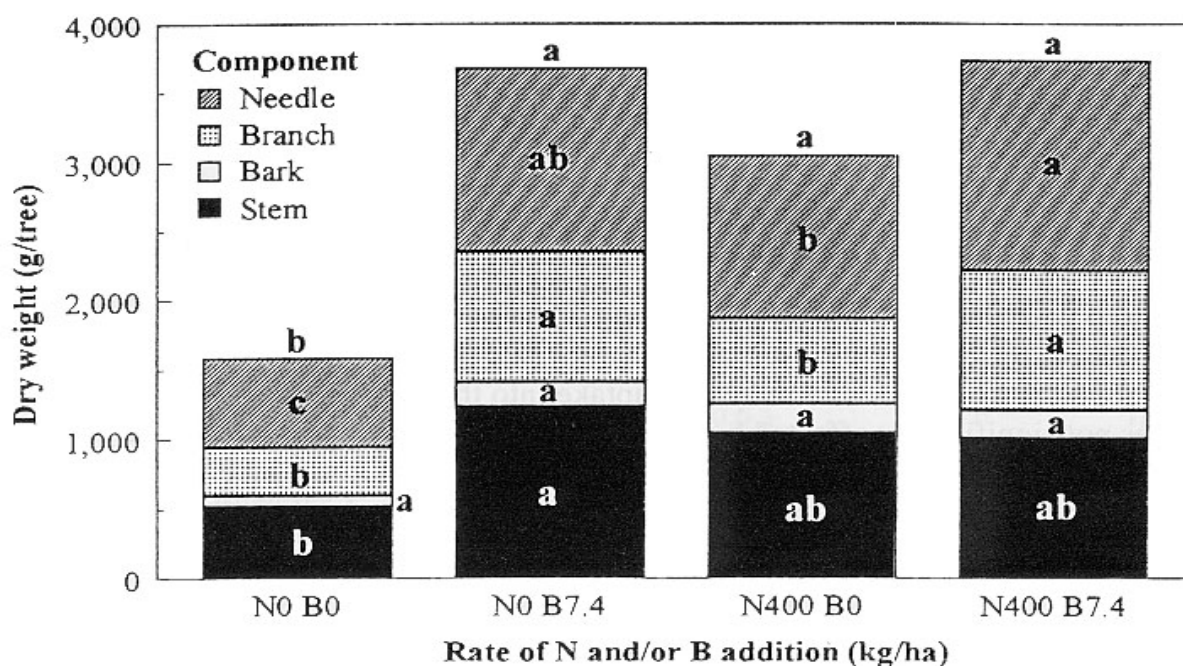 4,000
3,000
2,000
1,000
0
Dry weight (g/tree)
Component
Needle
Branch
Bark
Stem
b
c
b
a
b
a
ab
a
a
a
a
b
b
a
ab
a
a
a
a
ab
N0 B0
N0 B7.4
N400 B0
N400 B7.4
Rate of N and/or B addition (kg/ha)